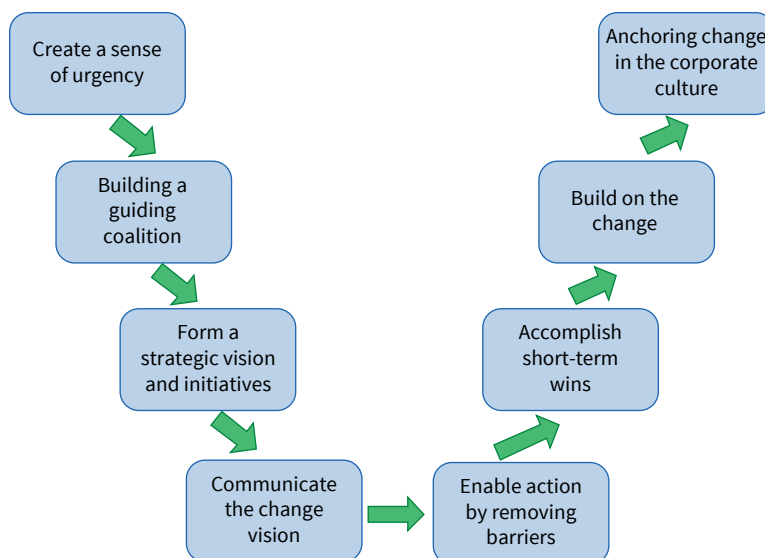 Create a sense
of urgency
Building a
guiding
coalition
Form a
strategic vision
and initiatives
Communicate
the change
vision
Enable action
by removing
barriers
Accomplish
short-term
wins
Build on the
change
Anchoring change
in the corporate
culture